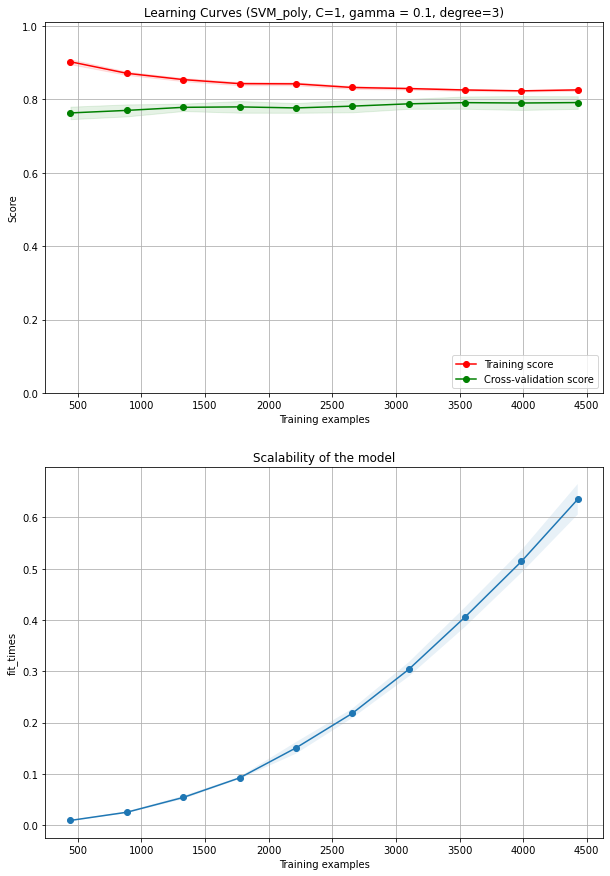 Learning Curves (SVM_poly, C=1, gamma = 0.1, degree=3)
1.0
0.8
0.6
0.4
0.2
0.0
Score
500 1000 1500 2000 2500 3000 3500 4000 4500
Training examples
Training score
Cross-validation score
Scalability of the model
0.6
0.5
0.4
0.3
0.2
0.1
0.0
fit_times
500 1000 1500 2000 2500 3000 3500 4000 4500
Training examples